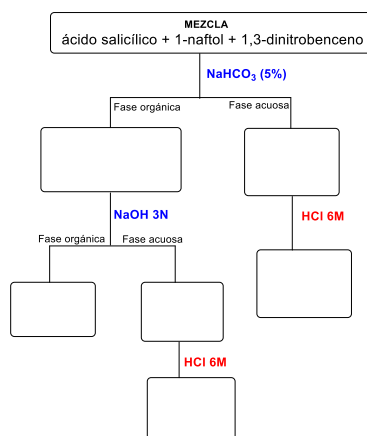 MEZCLA
ácido salicílico + 1-naftol + 1,3-dinitrobenceno
NaHCO₃ (5%)
Fase orgánica
Fase acuosa
NaOH 3N
HCl 6M
Fase orgánica
Fase acuosa
HCl 6M